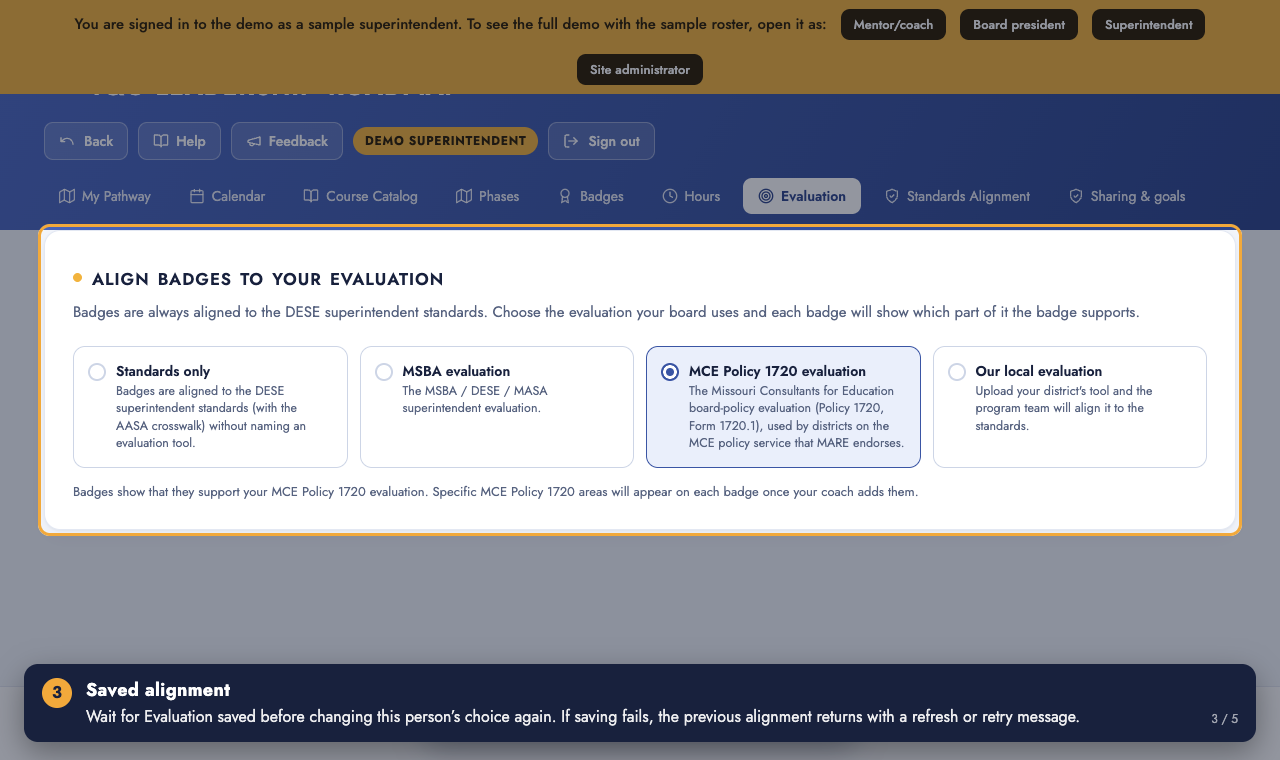 You are signed in to the demo as a sample superintendent. To see the full demo with the sample roster, open it as:
Mentor/coach
Board president
Superintendent
Site administrator
Back
Help
Feedback
DEMO SUPERINTENDENT
Sign out
My Pathway
Calendar
Course Catalog
Phases
Badges
Hours
Evaluation
Standards Alignment
Sharing & goals
ALIGN BADGES TO YOUR EVALUATION
Badges are always aligned to the DESE superintendent standards. Choose the evaluation your board uses and each badge will show which part of it the badge supports.
Standards only
Badges are aligned to the DESE
superintendent standards (with the
AASA crosswalk) without naming an
evaluation tool.
MSBA evaluation
The MSBA / DESE / MASA
superintendent evaluation.
MCE Policy 1720 evaluation
The Missouri Consultants for Education
board-policy evaluation (Policy 1720,
Form 1720.1), used by districts on the
MCE policy service that MARE endorses.
Our local evaluation
Upload your district's tool and the
program team will align it to the
standards.
Badges show that they support your MCE Policy 1720 evaluation. Specific MCE Policy 1720 areas will appear on each badge once your coach adds them.
3
Saved alignment
Wait for Evaluation saved before changing this person's choice again. If saving fails, the previous alignment returns with a refresh or retry message.
3 / 5